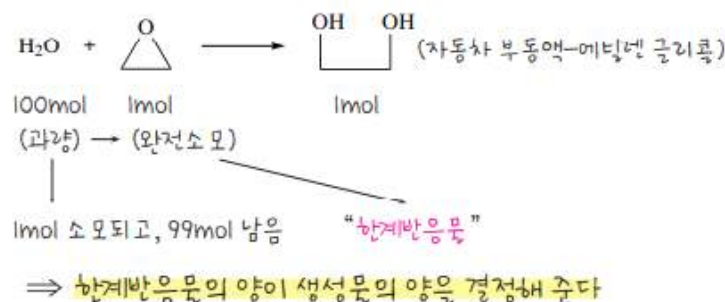 O
OH OH
H₂O + (자동차 부동액-에틸렌 글리콜)
100mol 1mol 1mol
(과량) → (완전소모)
1mol 소모되고, 99mol 남음 "한계반응물"
⇒ 한계반응물의 양이 생성물의 양을 결정해 준다